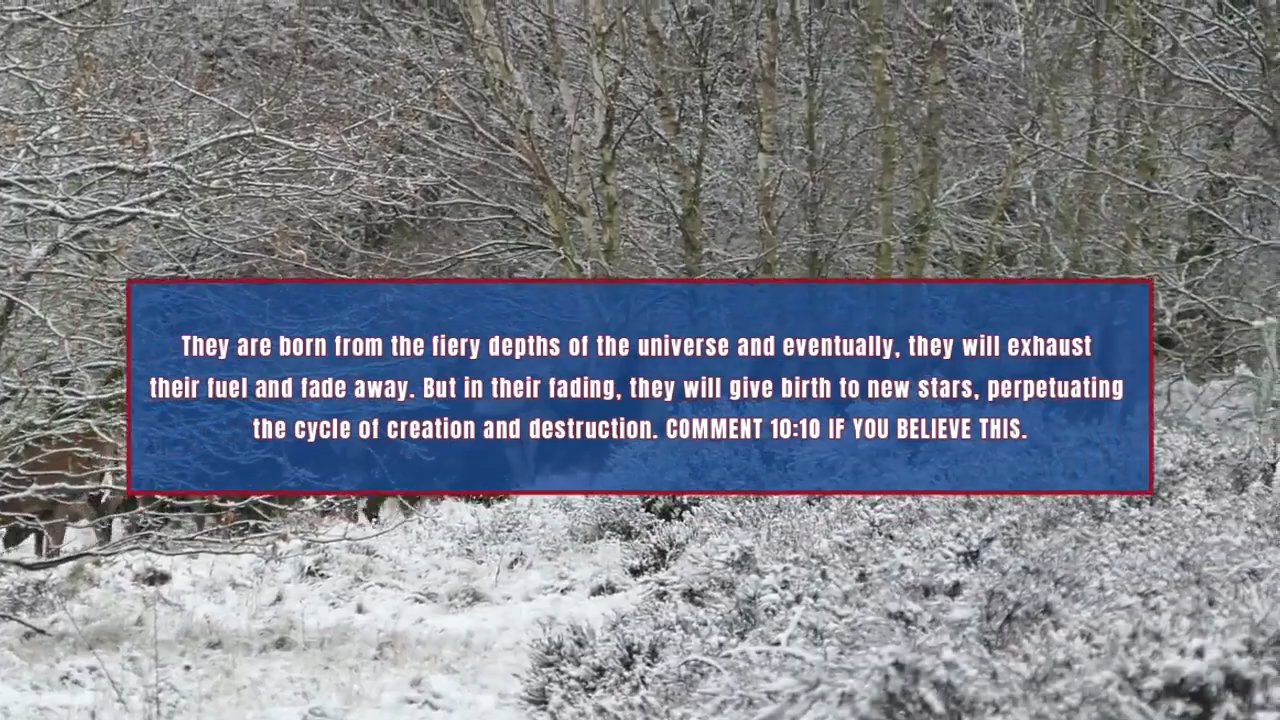 They are born from the fiery depths of the universe and eventually, they will exhaust
their fuel and fade away. But in their fading, they will give birth to new stars, perpetuating
the cycle of creation and destruction. COMMENT 10:10 IF YOU BELIEVE THIS.